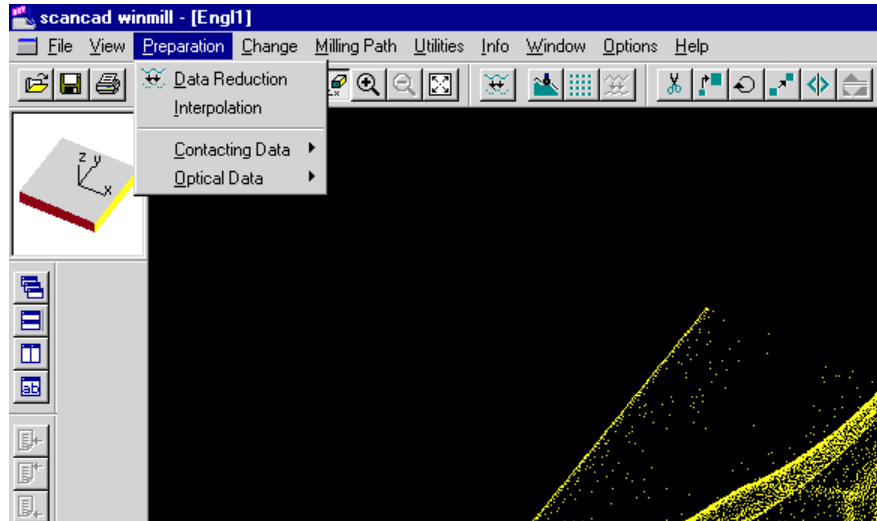 scancad winmill - [Engl1]
File View Preparation Change Milling Path Utilities Info Window Options Help
Data Reduction
Interpolation
Contacting Data
Optical Data
z y
x
ab